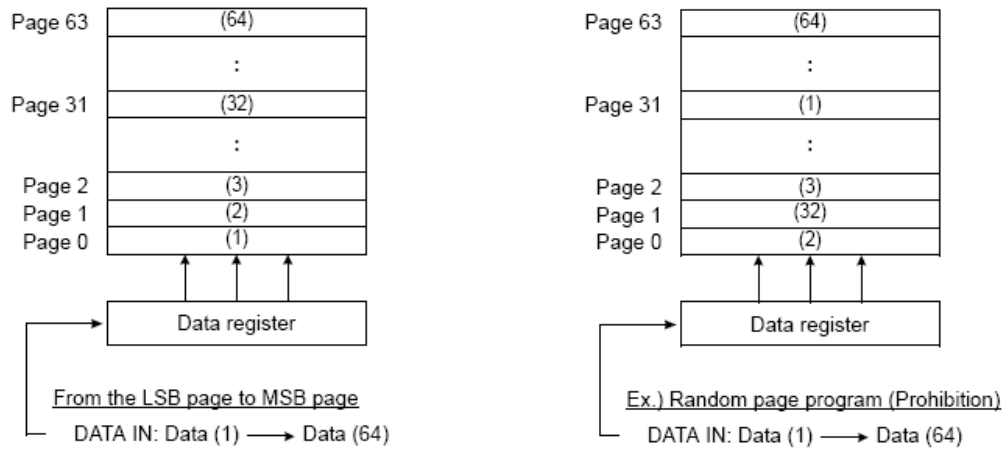 Page 63 (64)
:
Page 31 (32)
:
Page 2 (3)
Page 1 (2)
Page 0 (1)
Data register
From the LSB page to MSB page
DATA IN: Data (1) → Data (64)
Page 63 (64)
:
Page 31 (1)
:
Page 2 (3)
Page 1 (32)
Page 0 (2)
Data register
Ex.) Random page program (Prohibition)
DATA IN: Data (1) → Data (64)